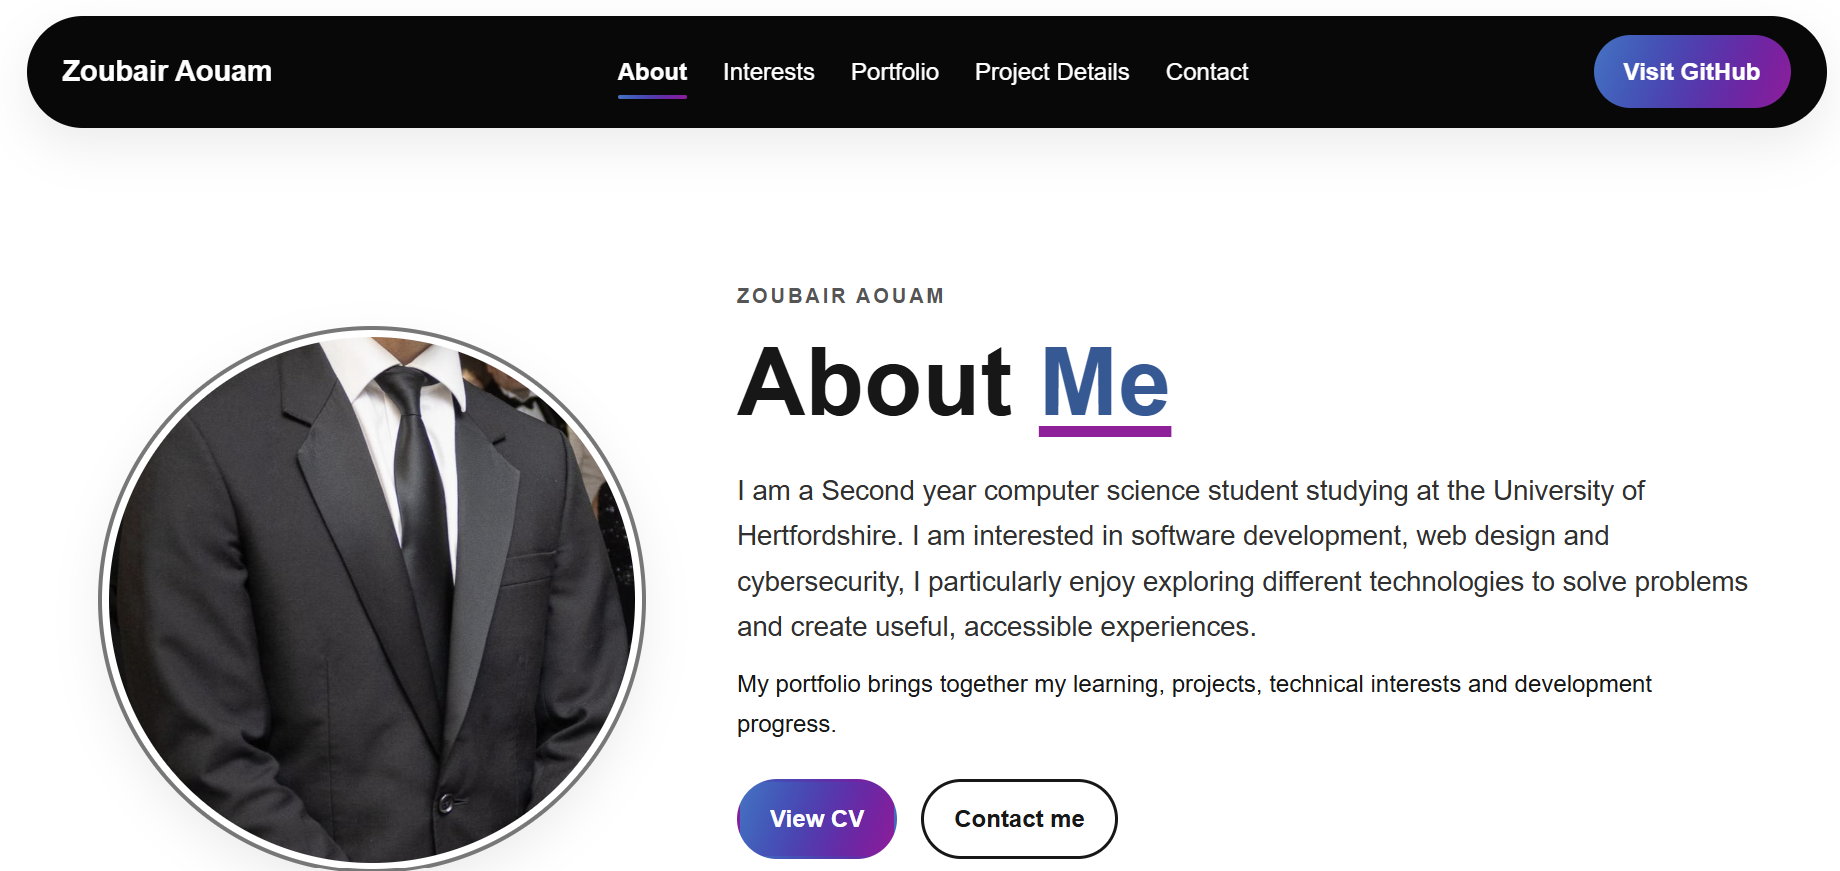 Zoubair Aouam
About
Interests
Portfolio
Project Details
Contact
Visit GitHub
ZOUBAIR AOUAM
About Me
I am a Second year computer science student studying at the University of
Hertfordshire. I am interested in software development, web design and
cybersecurity, I particularly enjoy exploring different technologies to solve problems
and create useful, accessible experiences.
My portfolio brings together my learning, projects, technical interests and development
progress.
View CV
Contact me